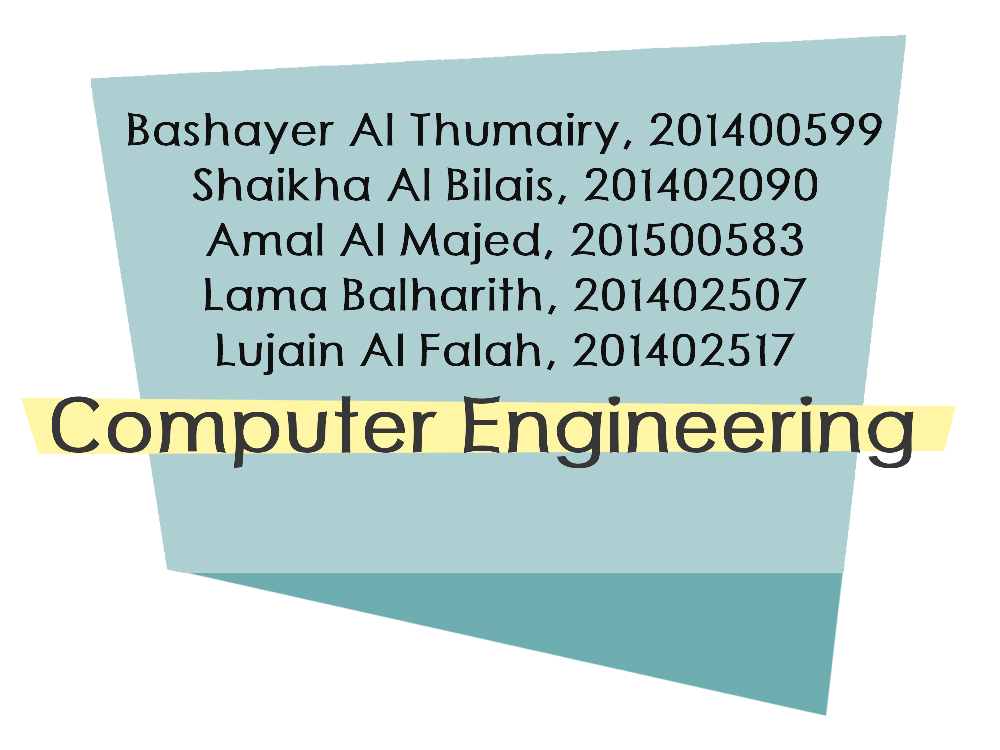 Bashayer Al Thumairy, 201400599
Shaikha Al Bilais, 201402090
Amal Al Majed, 201500583
Lama Balharith, 201402507
Lujain Al Falah, 201402517
Computer Engineering